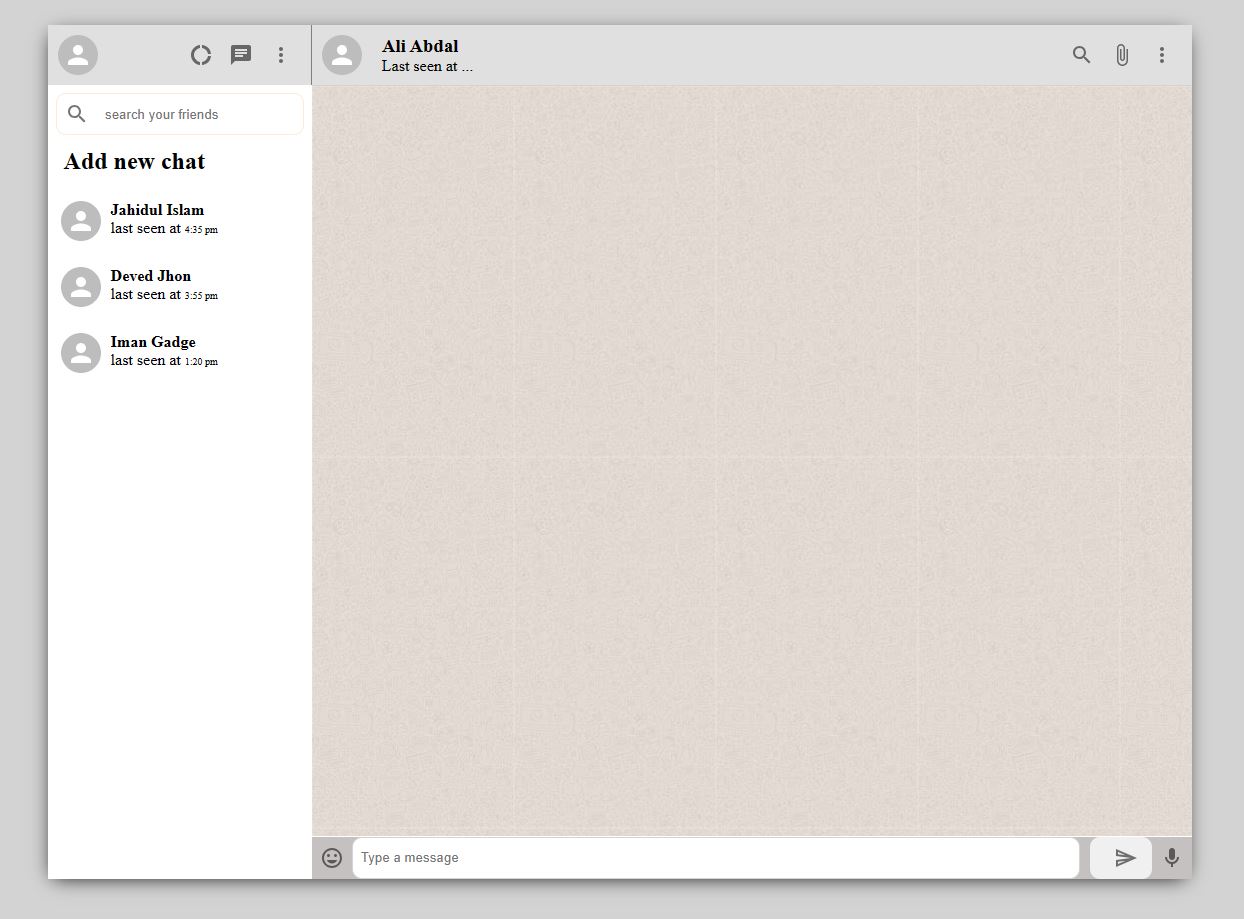 Ali Abdal
Last seen at ...
search your friends
Add new chat
Jahidul Islam
last seen at 4:35 pm
Deved Jhon
last seen at 3:55 pm
Iman Gadge
last seen at 1:20 pm
Type a message